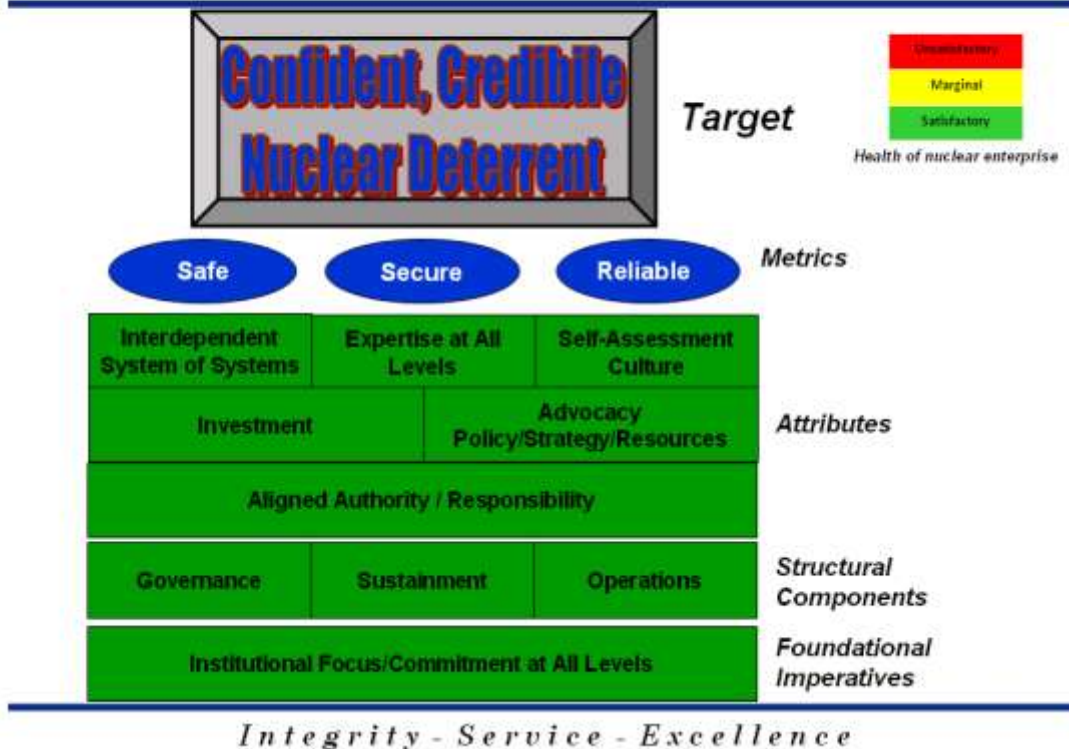 Confident, Credibile
Nuclear Deterrent
Target
Unsatisfactory
Marginal
Satisfactory
Health of nuclear enterprise
Safe
Secure
Reliable
Metrics
Interdependent
System of Systems
Expertise at All
Levels
Self-Assessment
Culture
Investment
Advocacy
Policy/Strategy/Resources
Attributes
Aligned Authority / Responsibility
Governance
Sustainment
Operations
Structural
Components
Institutional Focus/Commitment at All Levels
Foundational
Imperatives
Integrity - Service - Excellence